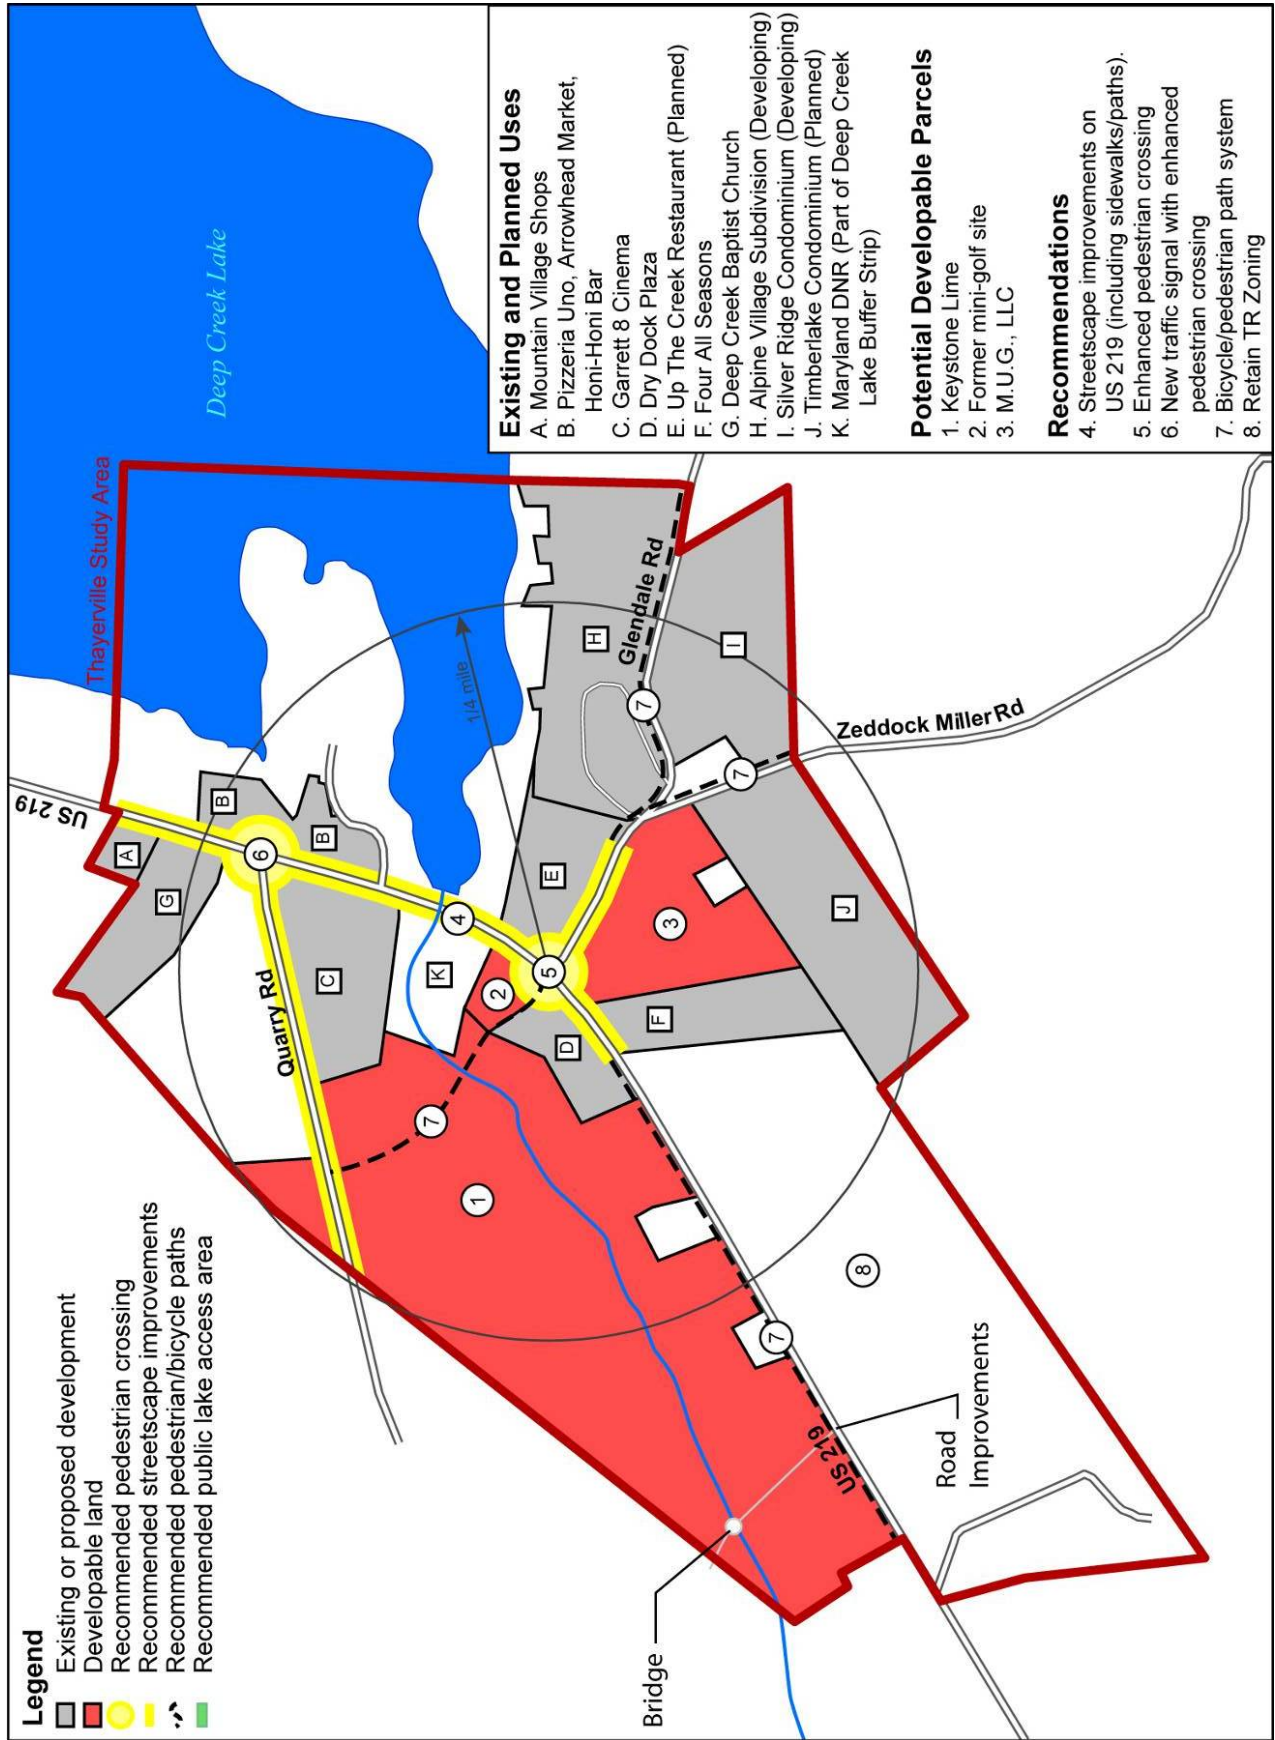 Legend
Existing or proposed development
Developable land
Recommended pedestrian crossing
Recommended streetscape improvements
Recommended pedestrian/bicycle paths
Recommended public lake access area
US 219
Thayerville Study Area
Deep Creek Lake
A
G
B
6
B
Quarry Rd
C
4
K
1/4 mile
2
5
E
H
Glendale Rd
7
I
7
Zeddock Miller Rd
3
J
F
D
7
1
8
7
US 219
Road
Improvements
Bridge
Existing and Planned Uses
A. Mountain Village Shops
B. Pizzeria Uno, Arrowhead Market,
Honi-Honi Bar
C. Garrett 8 Cinema
D. Dry Dock Plaza
E. Up The Creek Restaurant (Planned)
F. Four All Seasons
G. Deep Creek Baptist Church
H. Alpine Village Subdivision (Developing)
I. Silver Ridge Condominium (Developing)
J. Timberlake Condominium (Planned)
K. Maryland DNR (Part of Deep Creek
Lake Buffer Strip)
Potential Developable Parcels
1. Keystone Lime
2. Former mini-golf site
3. M.U.G., LLC
Recommendations
4. Streetscape improvements on
US 219 (including sidewalks/paths).
5. Enhanced pedestrian crossing
6. New traffic signal with enhanced
pedestrian crossing
7. Bicycle/pedestrian path system
8. Retain TR Zoning